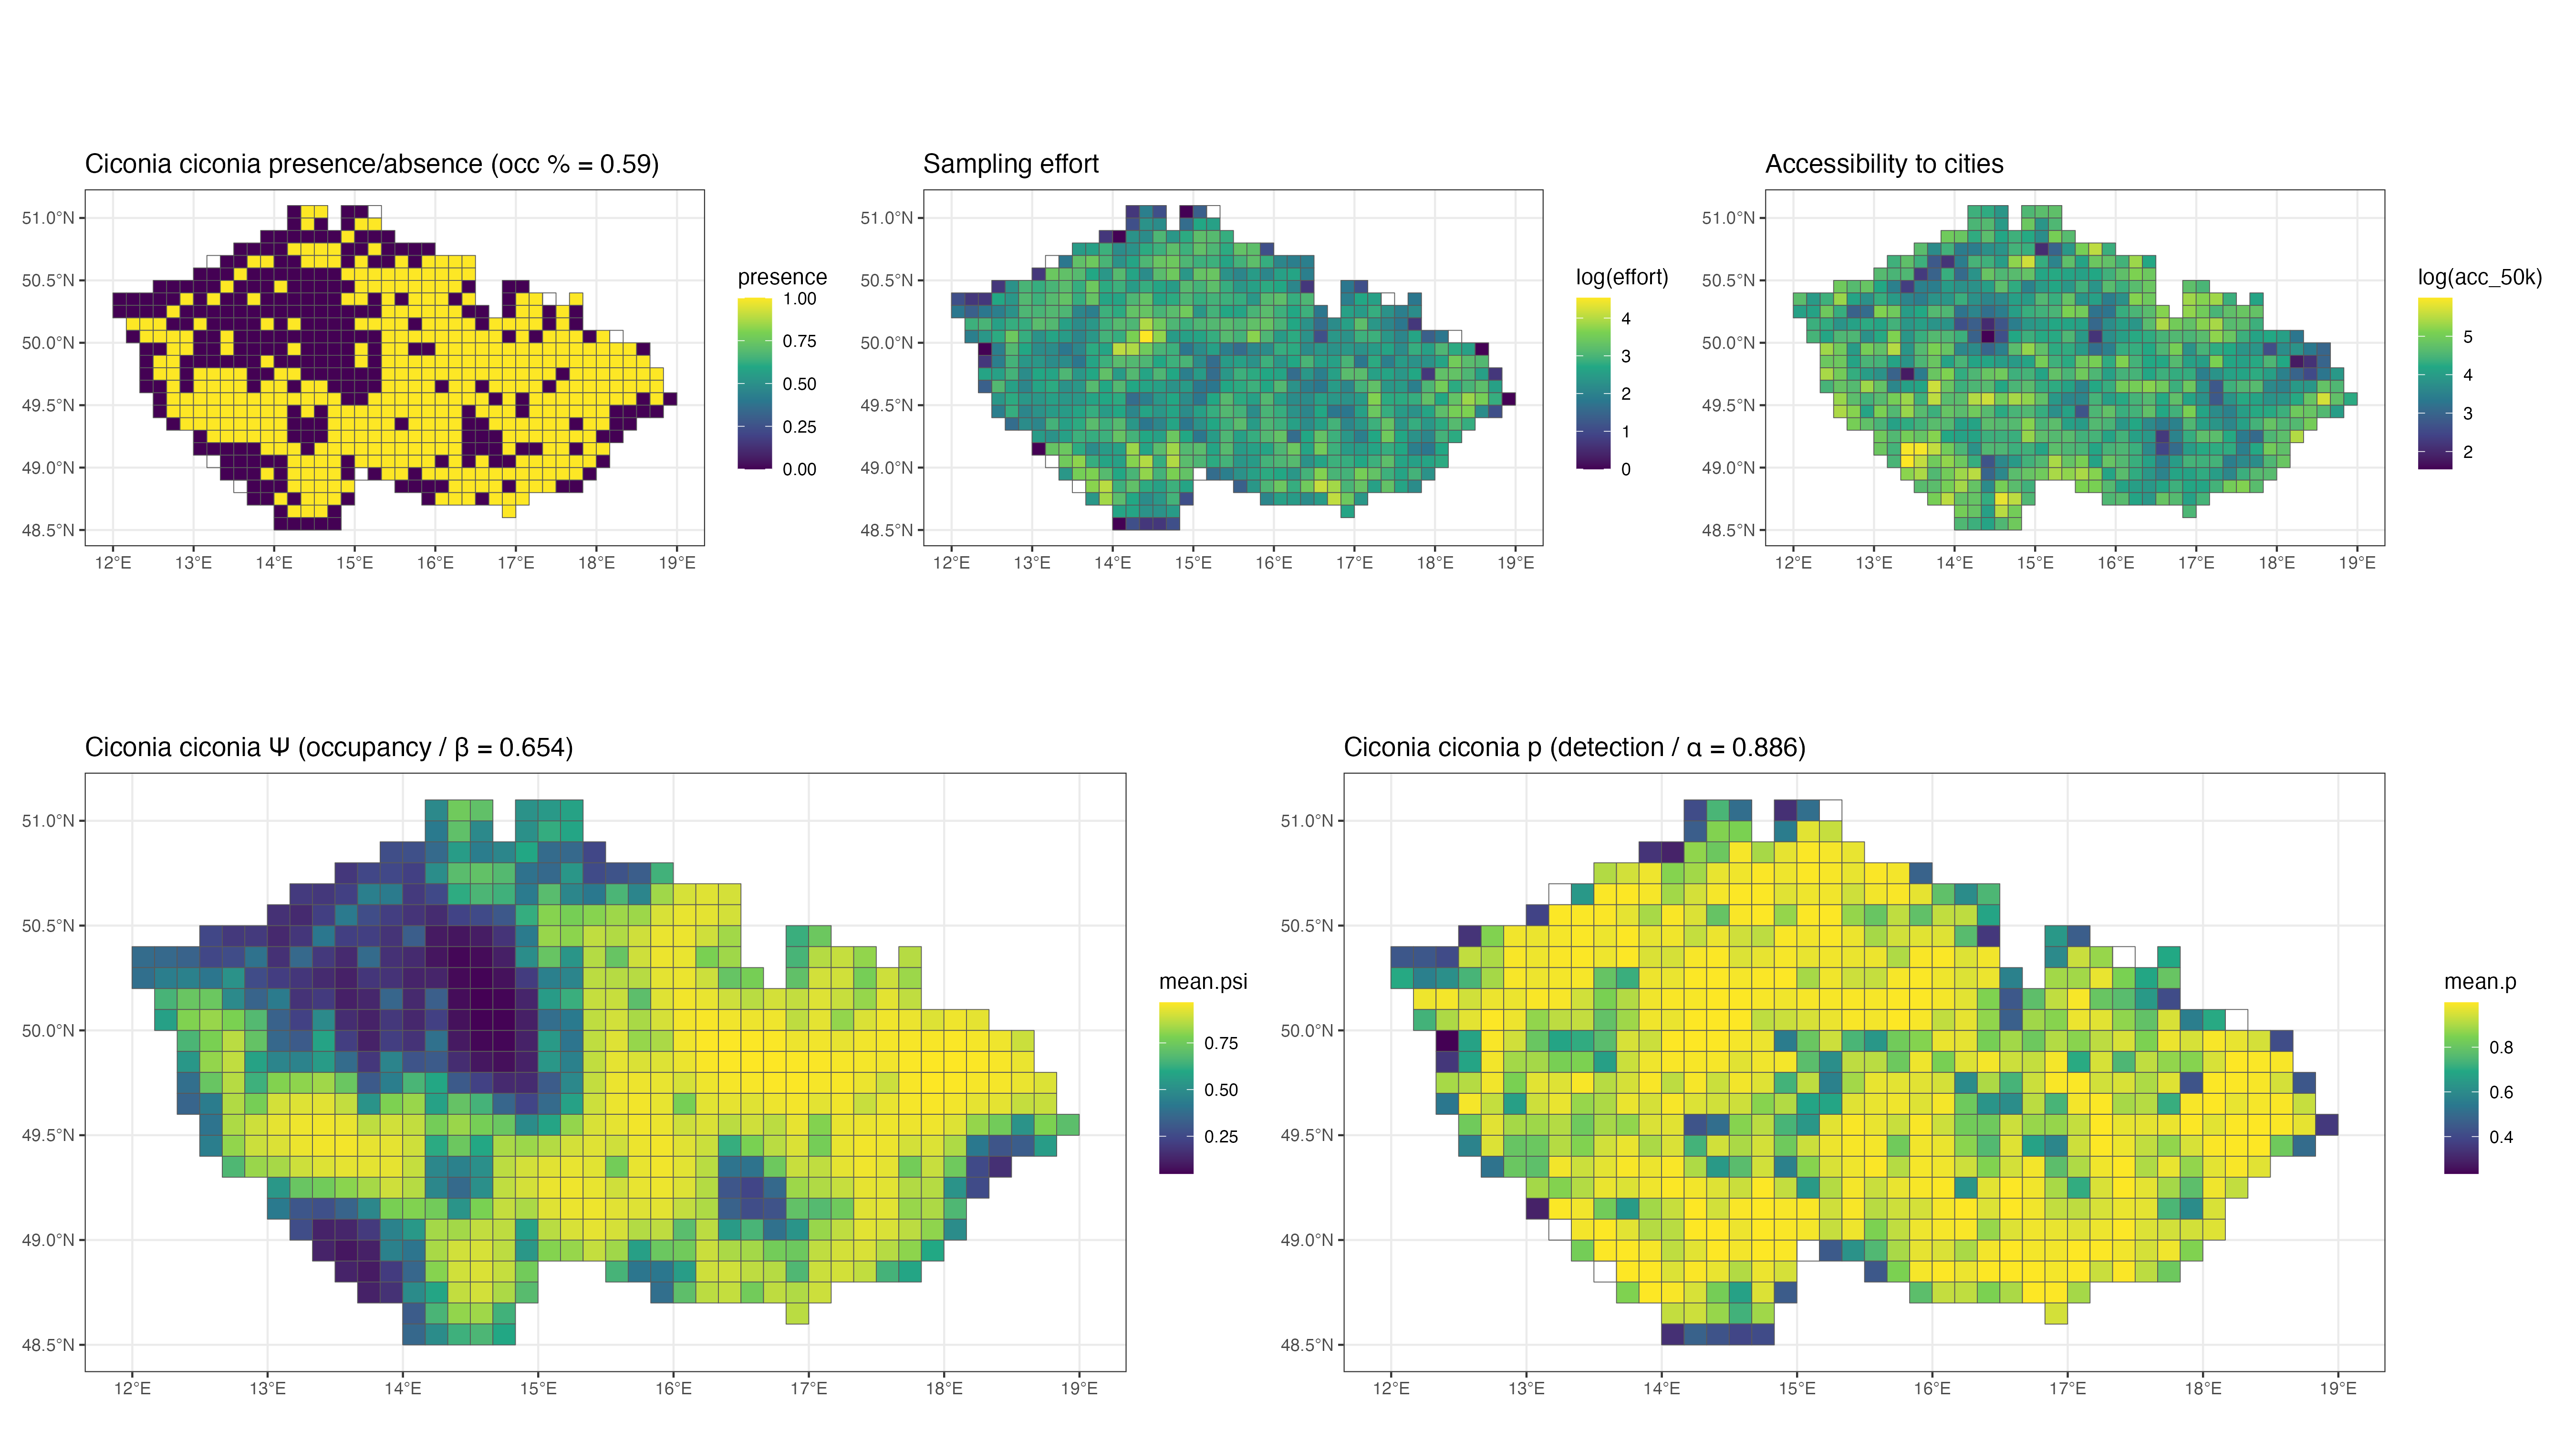 Ciconia ciconia presence/absence (occ % = 0.59)
51.0°N
50.5°N
50.0°N
49.5°N
49.0°N
48.5°N
12°E 13°E 14°E 15°E 16°E 17°E 18°E 19°E
presence
1.00
0.75
0.50
0.25
0.00
Sampling effort
51.0°N
50.5°N
50.0°N
49.5°N
49.0°N
48.5°N
12°E 13°E 14°E 15°E 16°E 17°E 18°E 19°E
log(effort)
4
3
2
1
0
Accessibility to cities
51.0°N
50.5°N
50.0°N
49.5°N
49.0°N
48.5°N
12°E 13°E 14°E 15°E 16°E 17°E 18°E 19°E
log(acc_50k)
5
4
3
2
Ciconia ciconia Ψ (occupancy / β = 0.654)
51.0°N
50.5°N
50.0°N
49.5°N
49.0°N
48.5°N
12°E 13°E 14°E 15°E 16°E 17°E 18°E 19°E
mean.psi
0.75
0.50
0.25
Ciconia ciconia p (detection / α = 0.886)
51.0°N
50.5°N
50.0°N
49.5°N
49.0°N
48.5°N
12°E 13°E 14°E 15°E 16°E 17°E 18°E 19°E
mean.p
0.8
0.6
0.4